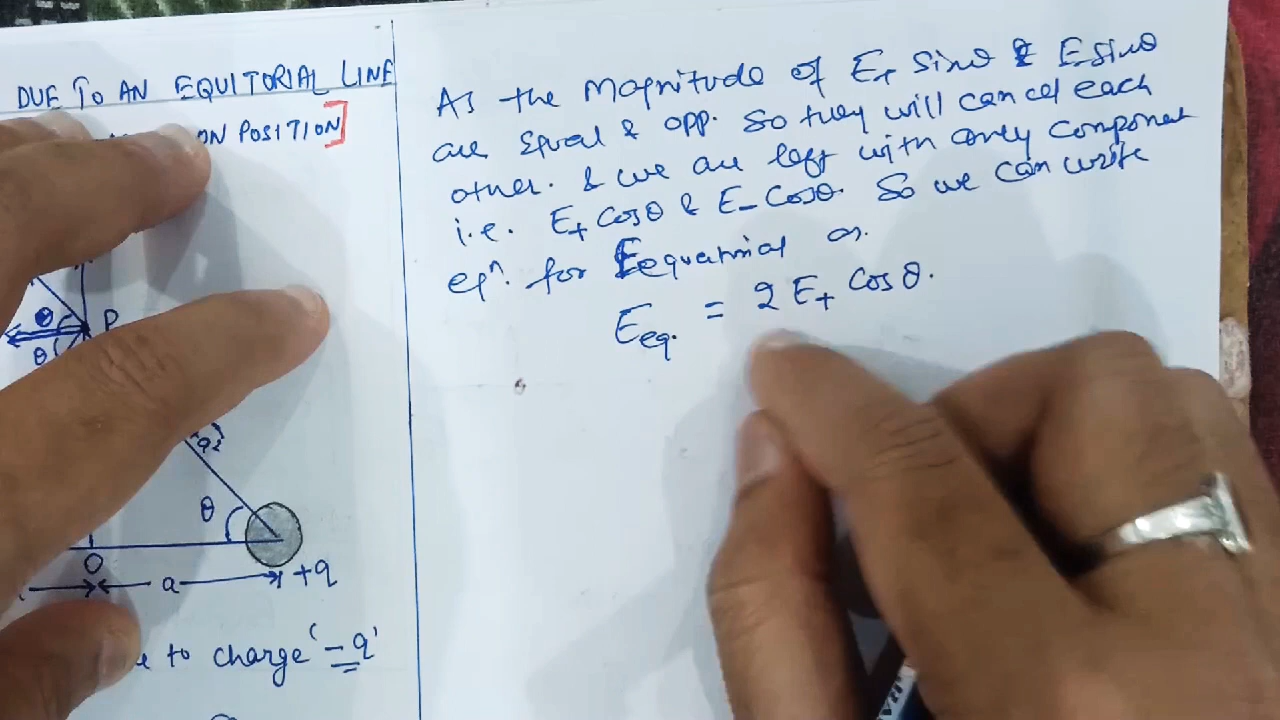 DUE TO AN EQUITORIAL LINE
ON POSITION]
θ P
θ
θ
O
a +q
to charge '-q'
As the Magnitude of E+ Sinθ & E Sinθ
are Equal & opp. So they will cancel each
other. & we are left with only Component
i.e. E+ Cosθ & E- Cosθ. So we can write
eqn. for Eequatorial as.
Eeq. = 2 E+ Cosθ.